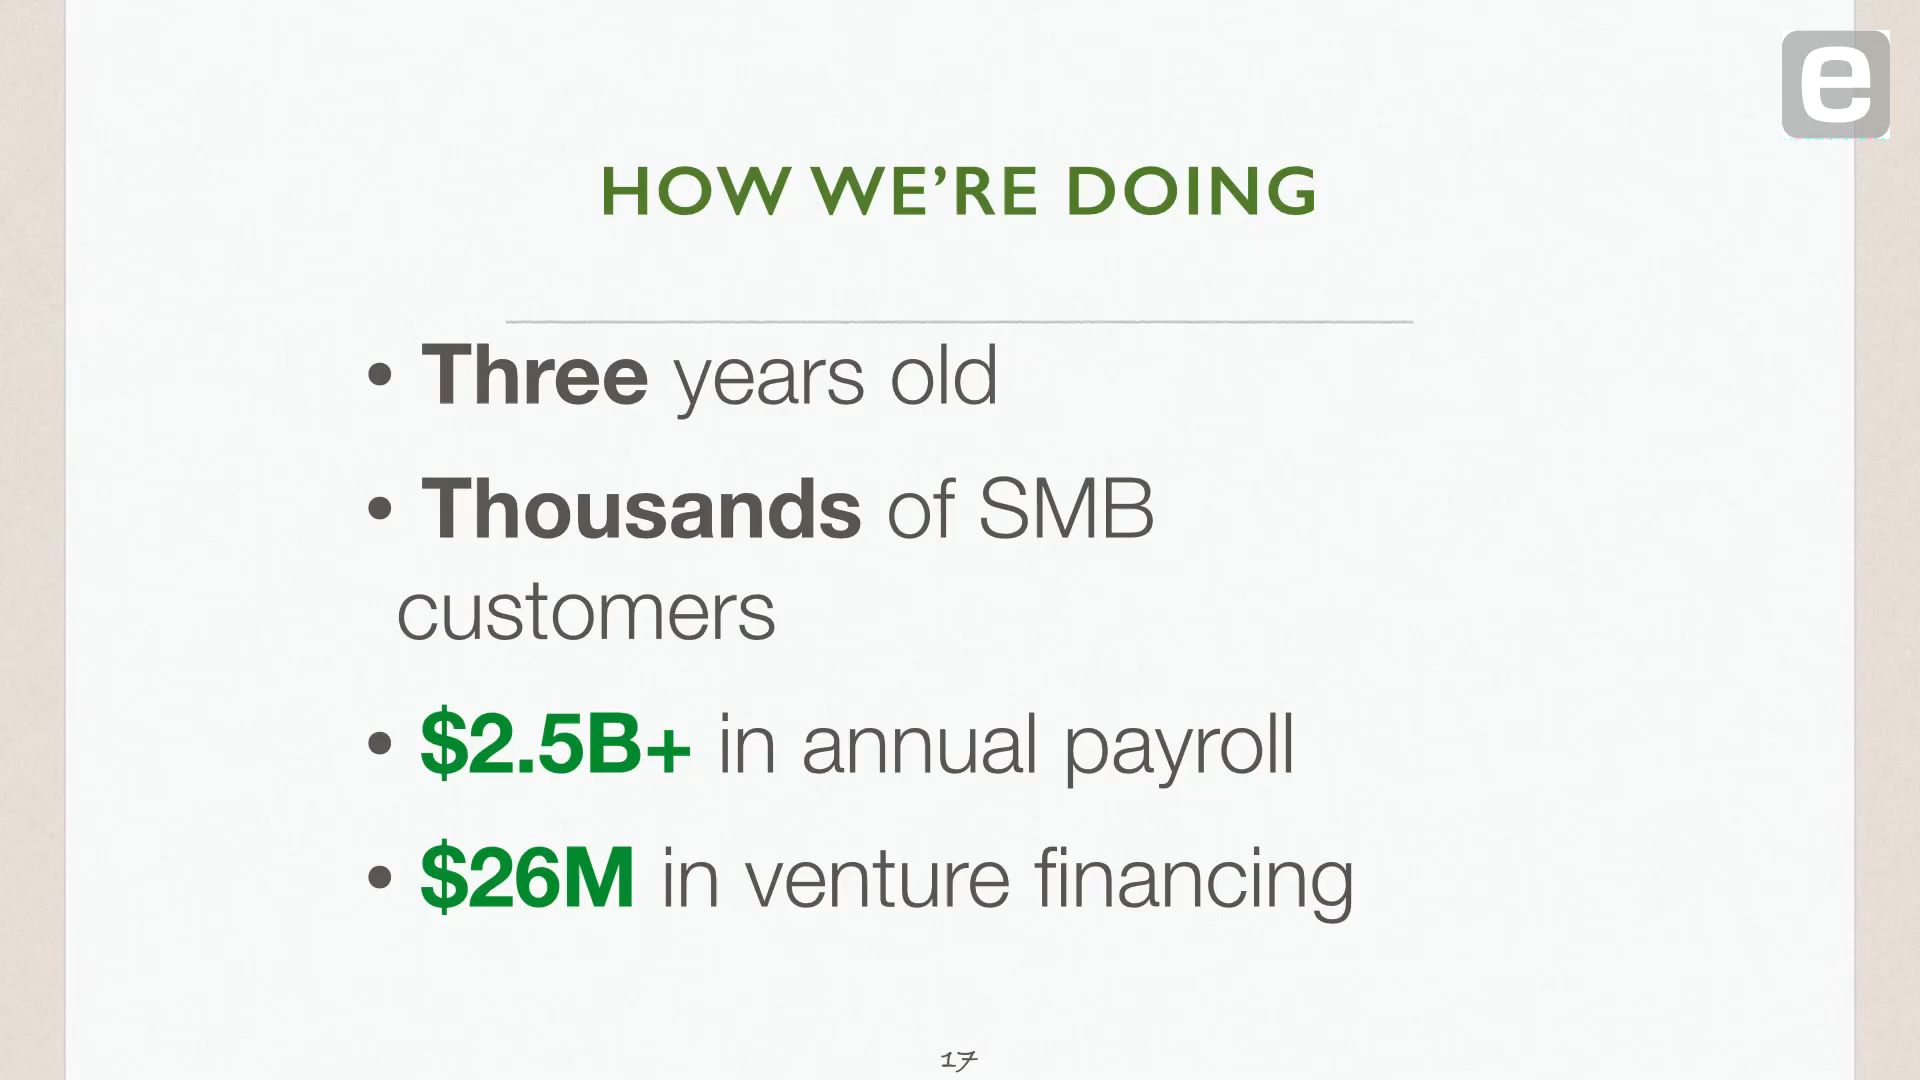 e
HOW WE’RE DOING
• Three years old
• Thousands of SMB
customers
• $2.5B+ in annual payroll
• $26M in venture financing
17